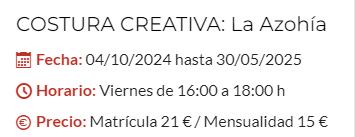 COSTURA CREATIVA: La Azohía
Fecha: 04/10/2024 hasta 30/05/2025
Horario: Viernes de 16:00 a 18:00 h
Precio: Matrícula 21 € / Mensualidad 15 €